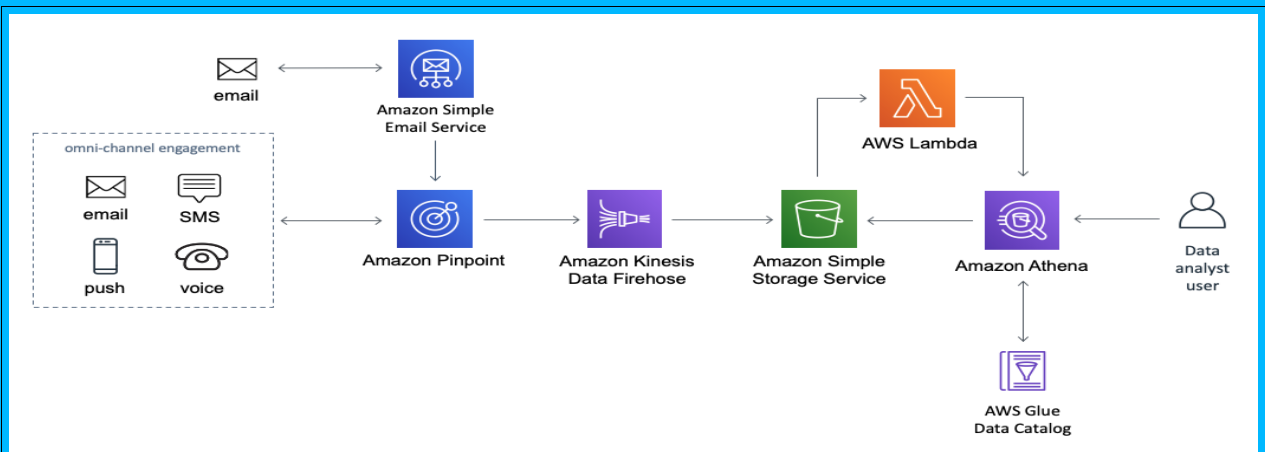 email
Amazon Simple
Email Service
omni-channel engagement
email
SMS
push
voice
Amazon Pinpoint
Amazon Kinesis
Data Firehose
Amazon Simple
Storage Service
AWS Lambda
Amazon Athena
Data
analyst
user
AWS Glue
Data Catalog